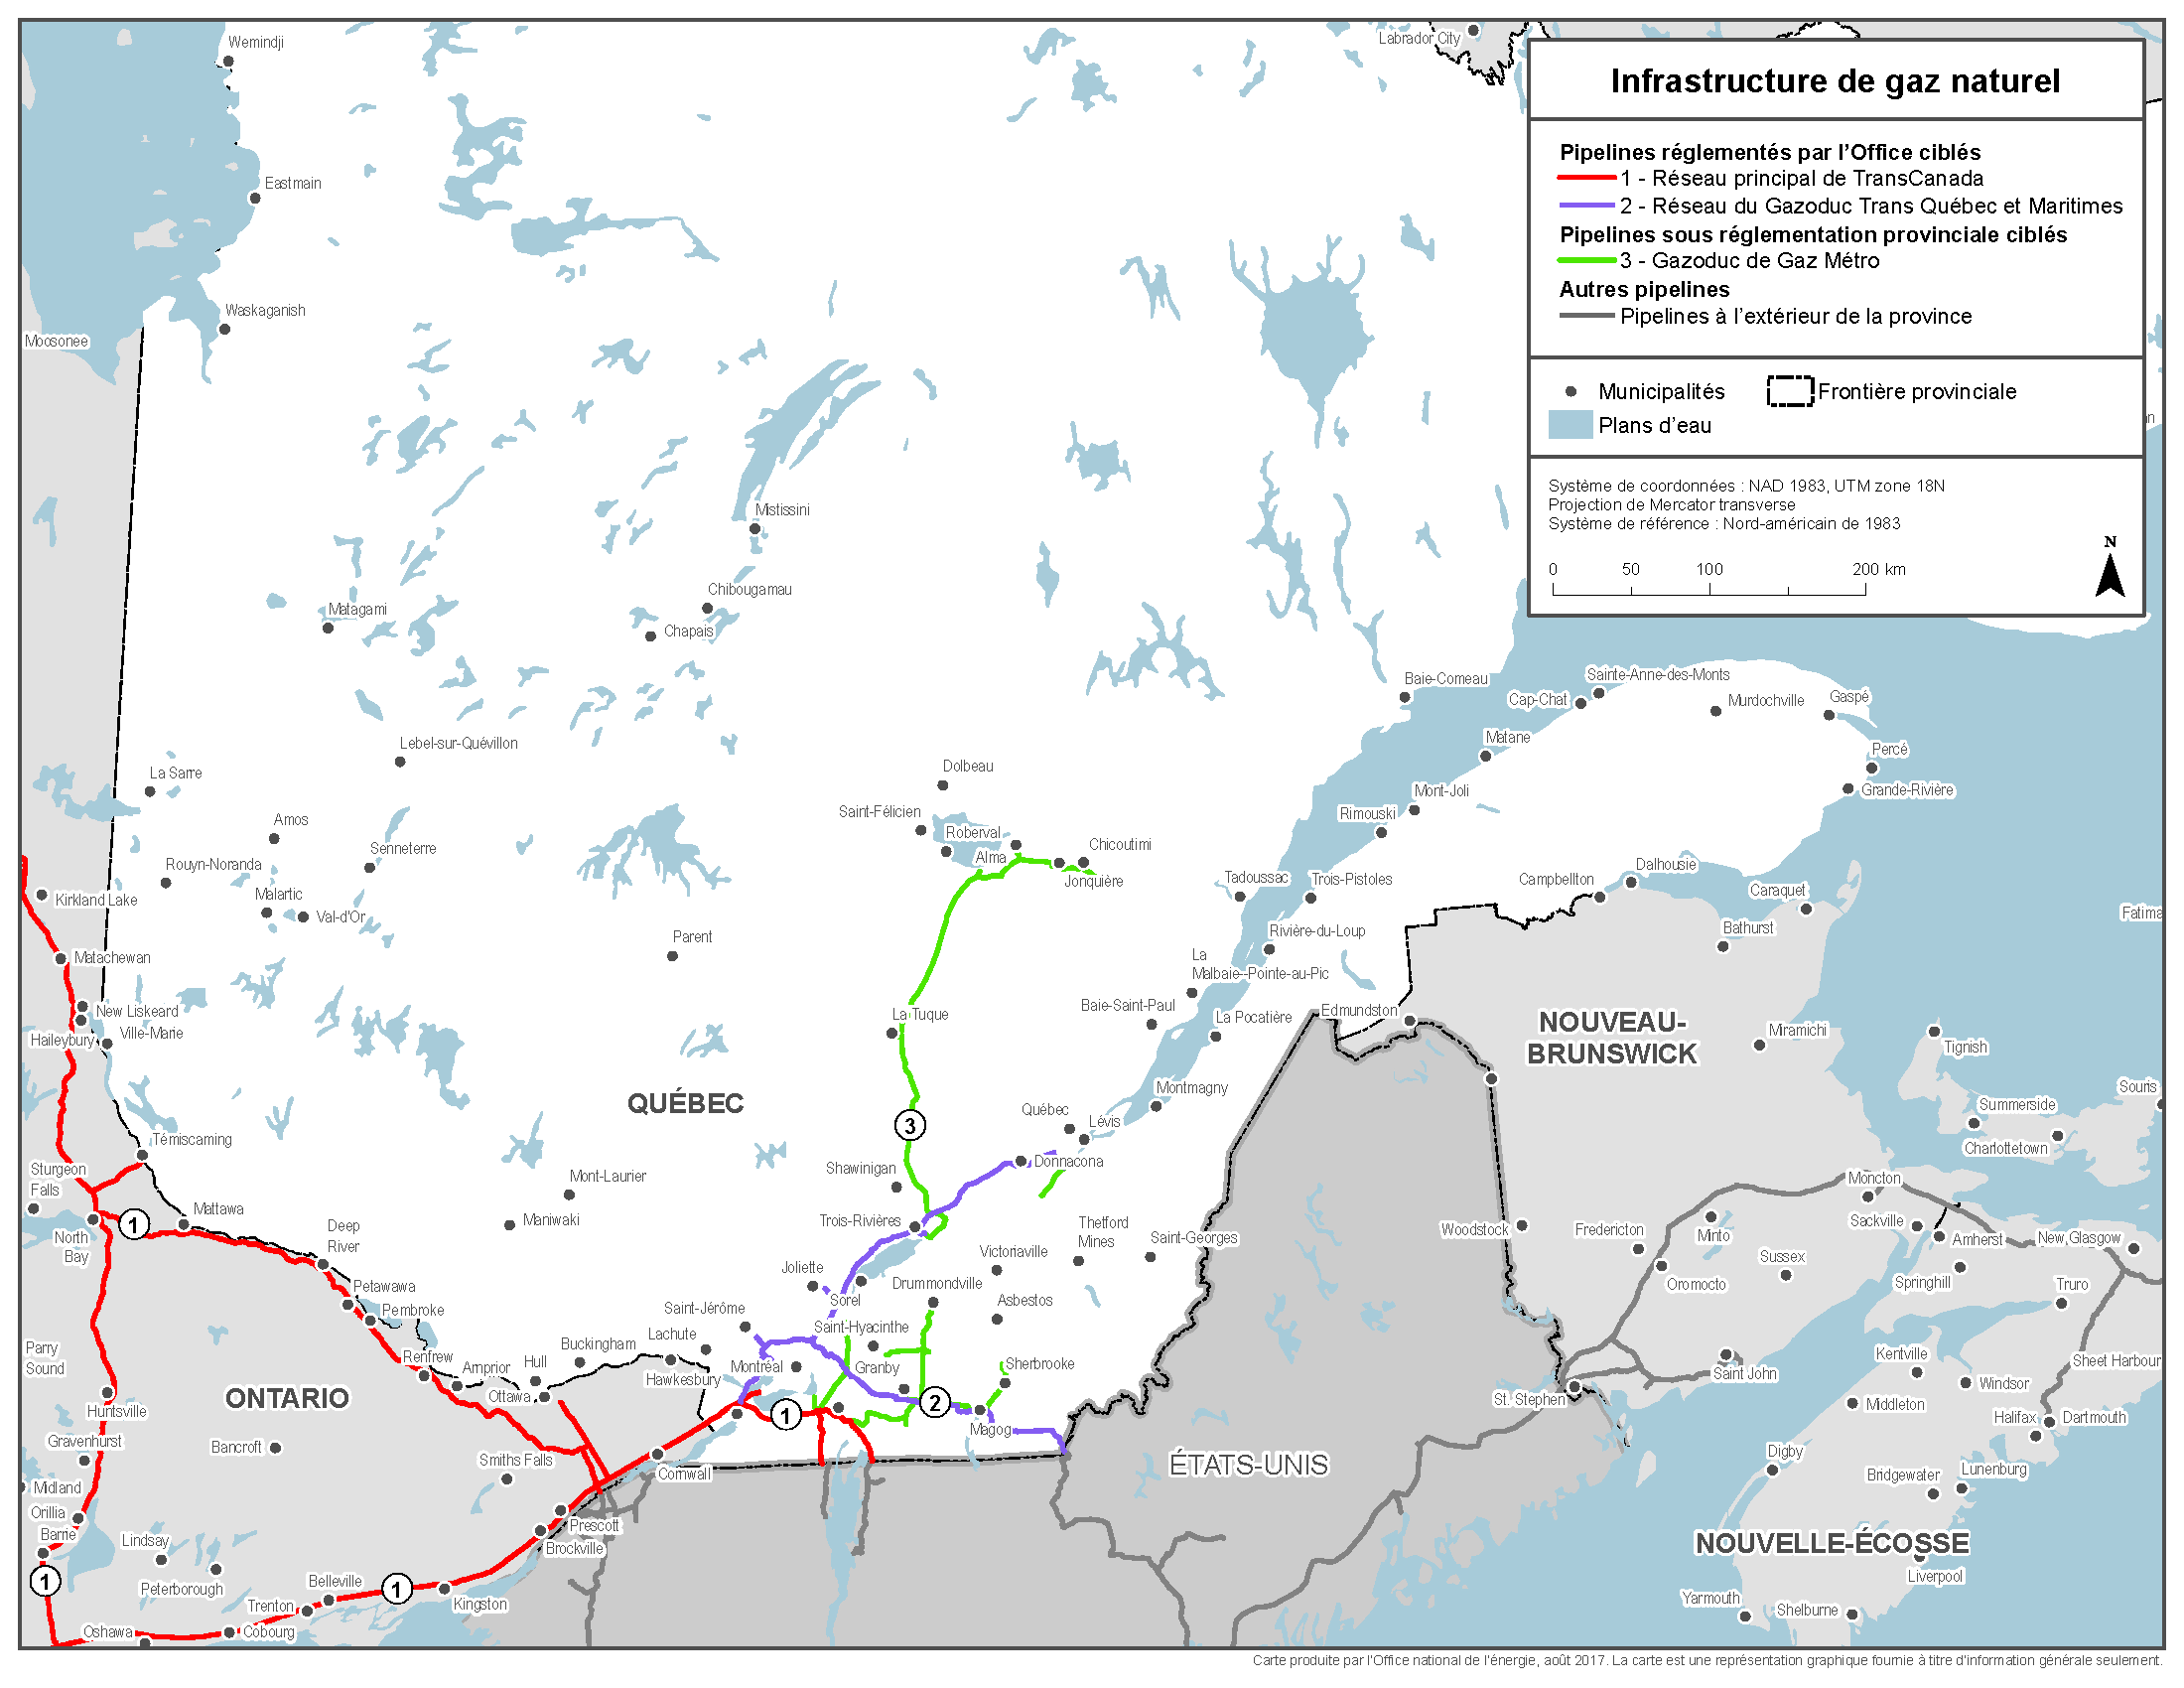 Infrastructure de gaz naturel
Pipelines réglementés par l’Office ciblés
1 - Réseau principal de TransCanada
2 - Réseau du Gazoduc Trans Québec et Maritimes
Pipelines sous réglementation provinciale ciblés
3 - Gazoduc de Gaz Métro
Autres pipelines
Pipelines à l’extérieur de la province
Municipalités
Frontière provinciale
Plans d’eau
Système de coordonnées : NAD 1983, UTM zone 18N
Projection de Mercator transverse
Système de référence : Nord-américain de 1983
N
0 50 100 200 km
Labrador City
Wemindji
Eastmain
Waskaganish
Moosonee
Mistissini
Chibougamau
Chapais
Matagami
Lebel-sur-Quévillon
La Sarre
Amos
Senneterre
Rouyn-Noranda
Malartic
Val-d'Or
Kirkland Lake
Matachewan
New Liskeard
Haileybury
Ville-Marie
Parent
Dolbeau
Saint-Félicien
Roberval
Alma
Chicoutimi
Jonquière
Baie-Comeau
Sainte-Anne-des-Monts
Cap-Chat
Murdochville
Gaspé
Matane
Percé
Grande-Rivière
Mont-Joli
Rimouski
Dalhousie
Campbellton
Caraquet
Bathurst
Fatima
Tadoussac
Trois-Pistoles
Rivière-du-Loup
La
Malbaie--Pointe-au-Pic
Baie-Saint-Paul
La Pocatière
Edmundston
La Tuque
NOUVEAU-
BRUNSWICK
Miramichi
Tignish
Souris
Summerside
Charlottetown
QUÉBEC
Montmagny
Québec
Lévis
3
Donnacona
Shawinigan
Témiscaming
Sturgeon
Falls
Mont-Laurier
Maniwaki
Mattawa
1
North
Bay
Deep
River
Petawawa
Pembroke
Trois-Rivières
Thetford
Mines
Saint-Georges
Victoriaville
Joliette
Drummondville
Sorel
Asbestos
Saint-Jérôme
Saint-Hyacinthe
Lachute
Buckingham
Hull
Ottawa
Arnprior
Renfrew
Hawkesbury
Montréal
Granby
Sherbrooke
2
1
Magog
Parry
Sound
ONTARIO
Huntsville
Gravenhurst
Bancroft
Smiths Falls
Cornwall
Midland
Orillia
Barrie
Lindsay
Prescott
Brockville
Peterborough
1
Belleville
1
Kingston
Trenton
Oshawa
Cobourg
ÉTATS-UNIS
Woodstock
Fredericton
Minto
Moncton
Sackville
Amherst
New Glasgow
Sussex
Oromocto
Springhill
Truro
Kentville
Sheet Harbour
Saint John
St. Stephen
Windsor
Middleton
Halifax
Dartmouth
Digby
Bridgewater
Lunenburg
NOUVELLE-ÉCOSSE
Liverpool
Yarmouth
Shelburne
Carte produite par l'Office national de l'énergie, août 2017. La carte est une représentation graphique fournie à titre d'information générale seulement.